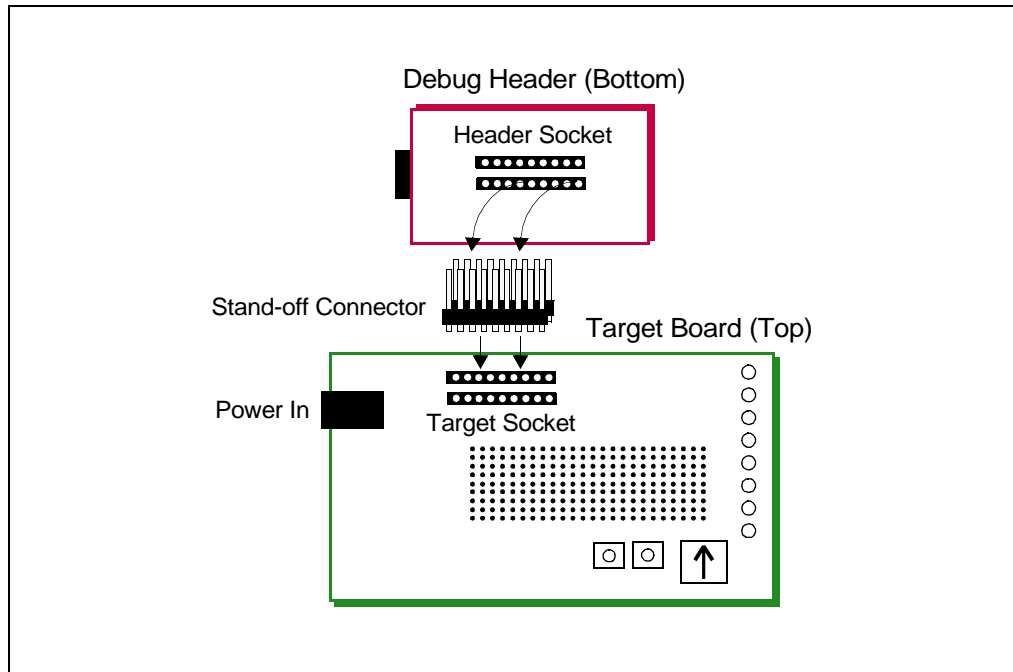 Debug Header (Bottom)
Header Socket
Stand-off Connector
Target Board (Top)
Power In
Target Socket